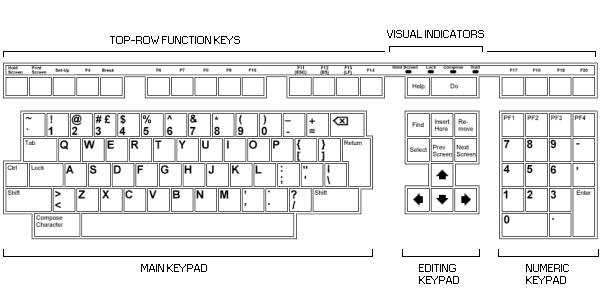 TOP-ROW FUNCTION KEYS
VISUAL INDICATORS
Hold Screen
Print Screen
Set-Up
F4
Break
F6
F7
F8
F9
F10
F11 (ESC)
F12 (BS)
F13 (LF)
F14
Hold Screen
Lock
Compose
Wait
F17
F18
F19
F20
Help
Do
~ `
! 1
@ 2
# £ 3
$ 4
% 5
^ 6
& 7
* 8
( 9
) 0
– -
+ =
Find
Insert Here
Re- move
PF1
PF2
PF3
PF4
Tab
Q
W
E
R
T
Y
U
I
O
P
{ [
} ]
Return
Select
Prev Screen
Next Screen
7
8
9
-
Ctrl
Lock
A
S
D
F
G
H
J
K
L
: ;
" '
| \
4
5
6
,
Shift
> <
Z
X
C
V
B
N
M
, ,
. .
? /
Shift
1
2
3
Enter
Compose Character
0
.
MAIN KEYPAD
EDITING
KEYPAD
NUMERIC
KEYPAD